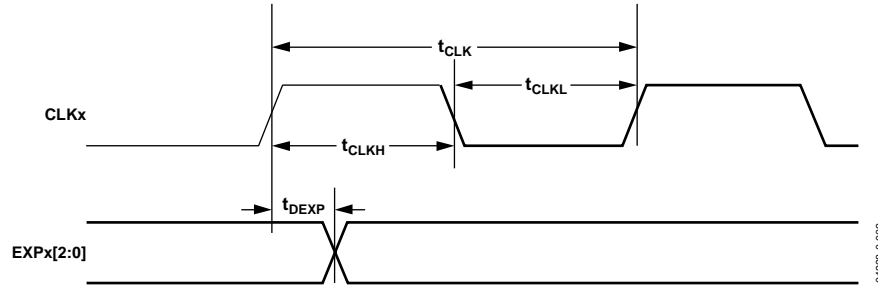 tCLK
tCLKL
CLKx
tCLKH
tDEXP
EXPx[2:0]